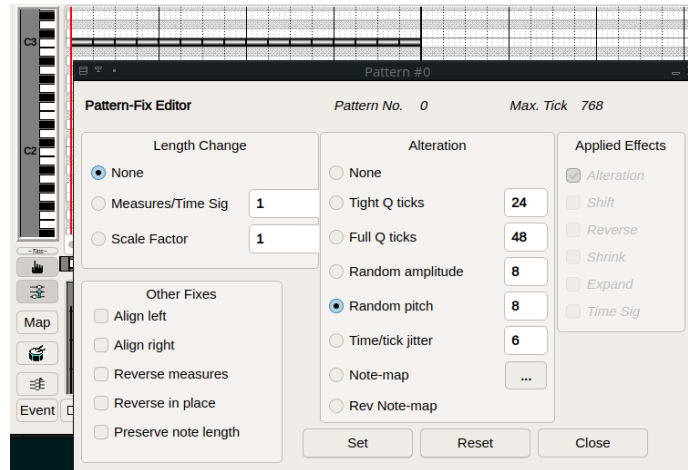 C3
Pattern #0
Pattern-Fix Editor
Pattern No. 0
Max. Tick 768
Length Change
None
Measures/Time Sig 1
Scale Factor 1
Alteration
None
Tight Q ticks 24
Full Q ticks 48
Random amplitude 8
Random pitch 8
Time/tick jitter 6
Note-map ...
Rev Note-map
Applied Effects
Alteration
Shift
Reverse
Shrink
Expand
Time Sig
Other Fixes
Align left
Align right
Reverse measures
Reverse in place
Preserve note length
Set
Reset
Close
C2
Map
Event